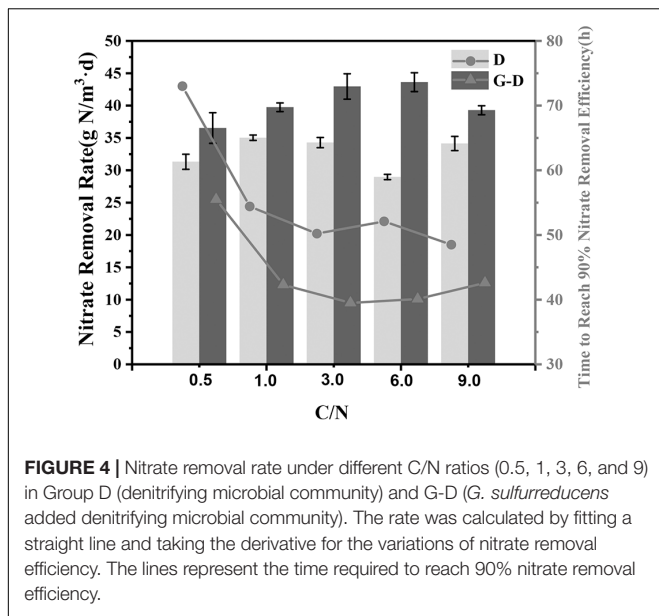 Nitrate Removal Rate(g N/m³·d)
50
45
40
35
30
25
20
15
10
5
0
D
G-D
80
70
60
50
40
30
Time to Reach 90% Nitrate Removal Efficiency(h)
0.5 1.0 3.0 6.0 9.0
C/N
FIGURE 4 | Nitrate removal rate under different C/N ratios (0.5, 1, 3, 6, and 9)
in Group D (denitrifying microbial community) and G-D (G. sulfurreducens
added denitrifying microbial community). The rate was calculated by fitting a
straight line and taking the derivative for the variations of nitrate removal
efficiency. The lines represent the time required to reach 90% nitrate removal
efficiency.